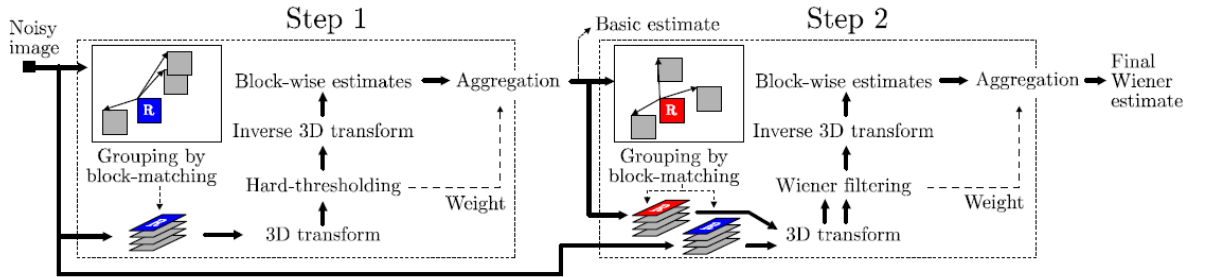 Step 1
Noisy
image
R
Grouping by
block-matching
Block-wise estimates
Aggregation
Inverse 3D transform
Hard-thresholding
Weight
3D transform
Basic estimate
Step 2
R
Grouping by
block-matching
Block-wise estimates
Aggregation
Inverse 3D transform
Wiener filtering
Weight
3D transform
Final
Wiener
estimate